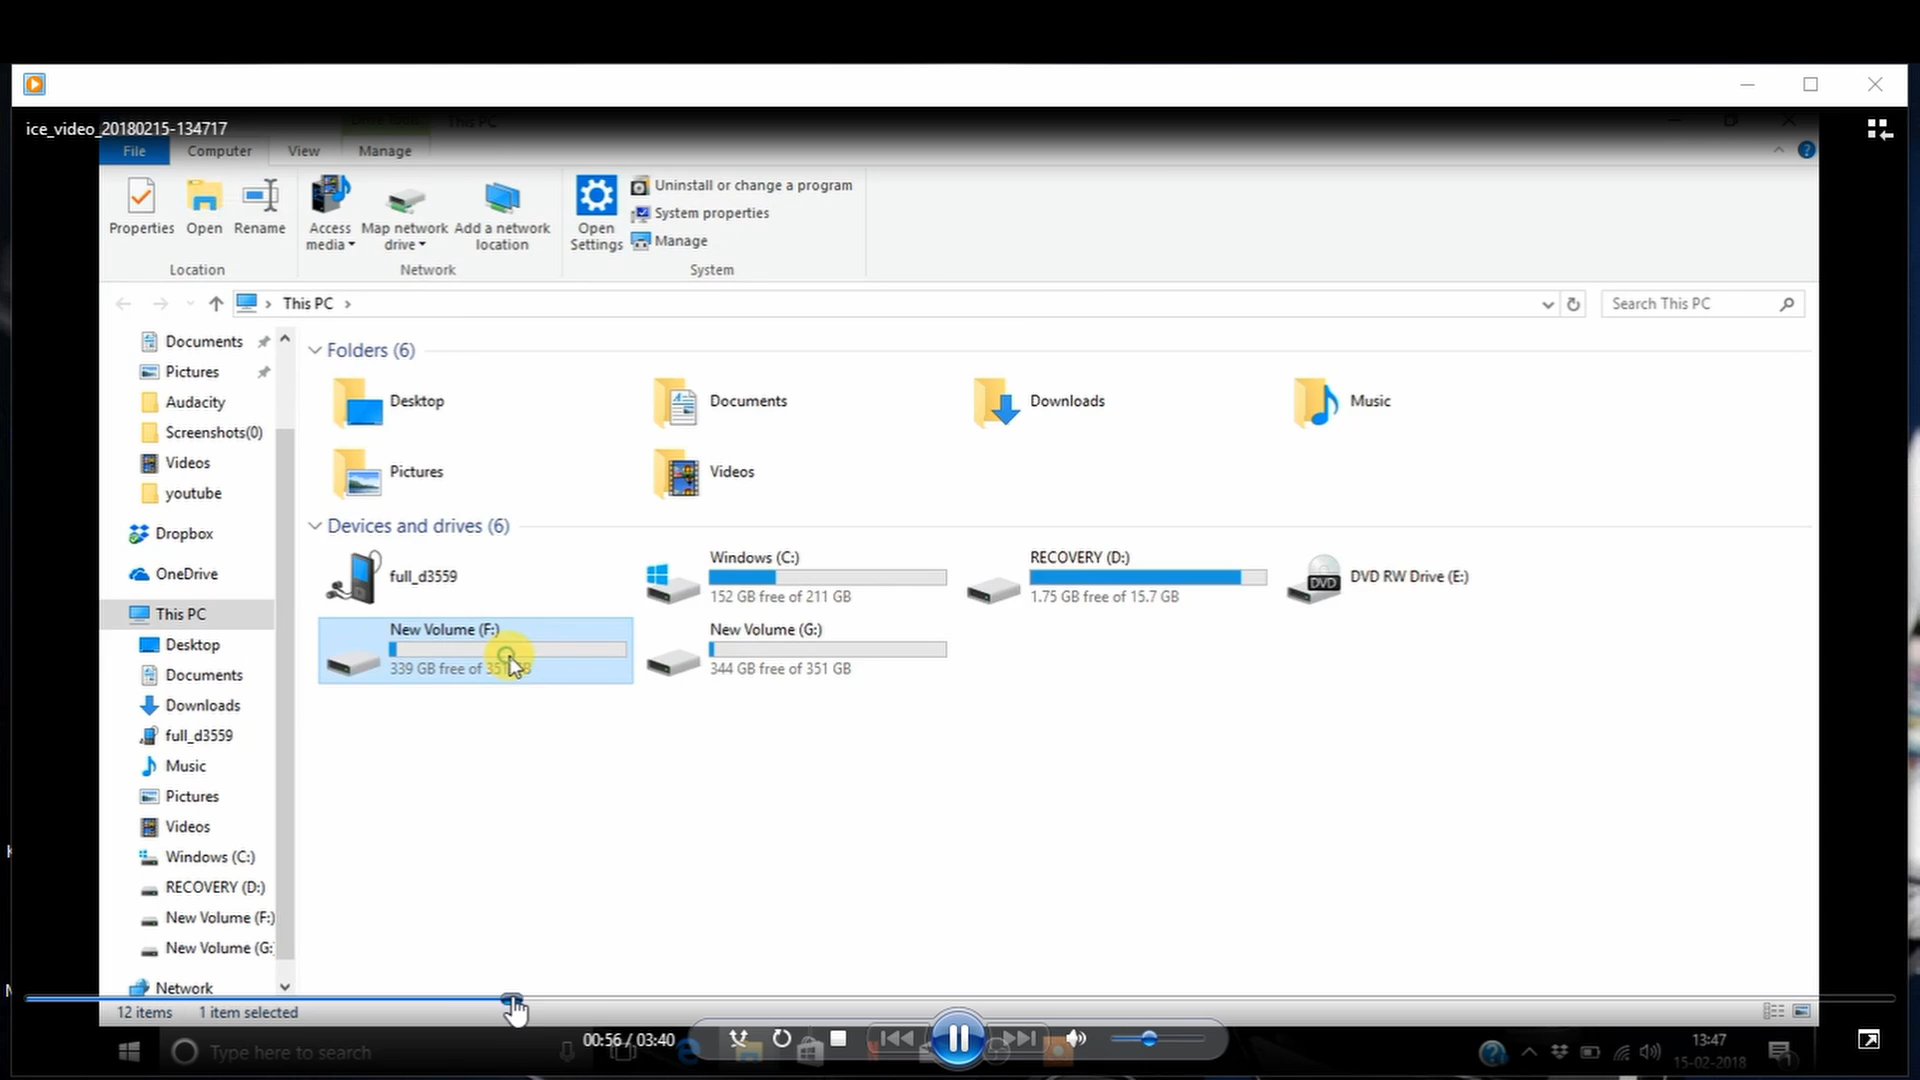 ice_video_20180215-134717
This PC
File Computer View Manage
Properties Open Rename
Access media
Map network drive
Add a network location
Open Settings
Uninstall or change a program
System properties
Manage
Location Network System
This PC
Search This PC
Documents
Pictures
Audacity
Screenshots(0)
Videos
youtube
Dropbox
OneDrive
This PC
Desktop
Documents
Downloads
full_d3559
Music
Pictures
Videos
Windows (C:)
RECOVERY (D:)
New Volume (F:)
New Volume (G:
Network
Folders (6)
Desktop Documents Downloads Music
Pictures Videos
Devices and drives (6)
full_d3559
Windows (C:)
152 GB free of 211 GB
RECOVERY (D:)
1.75 GB free of 15.7 GB
DVD
DVD RW Drive (E:)
New Volume (F:)
339 GB free of 351 GB
New Volume (G:)
344 GB free of 351 GB
12 items 1 item selected
Type here to search
00:56 / 03:40
13:47
15-02-2018